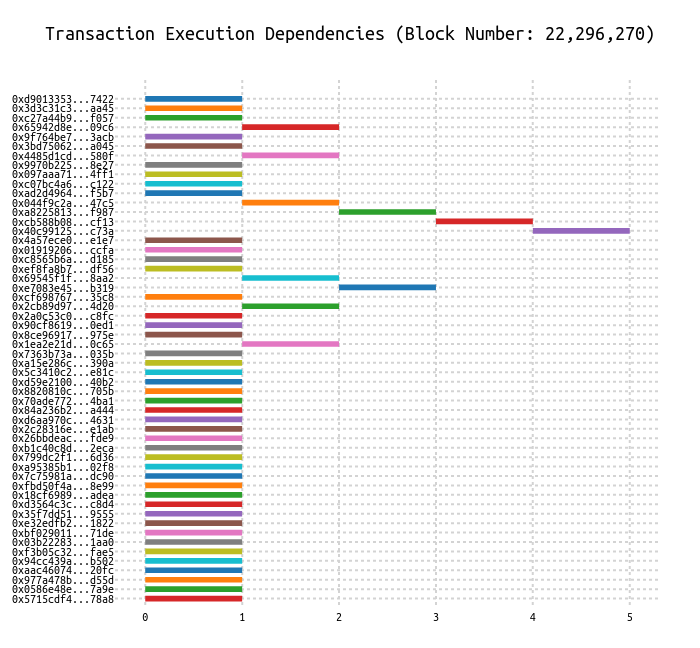 Transaction Execution Dependencies (Block Number: 22,296,270)
0xd9013353...7422
0x3d3c31c3...aa45
0xc27a44b9...f057
0x65942d8e...09c6
0x9f764be7...3acb
0x3bd75062...a045
0x4485d1cd...580f
0x9970b225...8e27
0x097aaa71...4ff1
0xc07bc4a6...c122
0xad2d4964...f5b7
0x044f9c2a...47c5
0xa8225813...f987
0xcb588b08...cf13
0x40c99125...c73a
0x4a57ece0...e1e7
0x01919206...ccfa
0xc8565b6a...d185
0xef8fa8b7...df56
0x69545f1f...8aa2
0xe7083e45...b319
0xcf698767...35c8
0x2cb89d97...4d20
0x2a0c53c0...c8fc
0x90cf8619...0ed1
0x8ce96917...975e
0x1ea2e21d...0c65
0x7363b73a...035b
0xa15e286c...390a
0x5c3410c2...e81c
0xd59e2100...40b2
0x8820810c...705b
0x70ade772...4ba1
0x84a236b2...a444
0xd6aa970c...4631
0x2c28316e...e1ab
0x26bbdeac...fde9
0xb1c40c8d...2eca
0x799dc2f1...6d36
0xa95385b1...02f8
0x7c75981a...dc90
0xfbd50f4a...8e99
0x18cf6989...adea
0xd3564c3c...c8d4
0x35f7dd51...9555
0xe32edfb2...1822
0xbf029011...71de
0x03b22283...1aa0
0xf3b05c32...fae5
0x94cc439a...b502
0xaac46074...20fc
0x977a478b...d55d
0x0586e48e...7a9e
0x5715cdf4...78a8
0 1 2 3 4 5